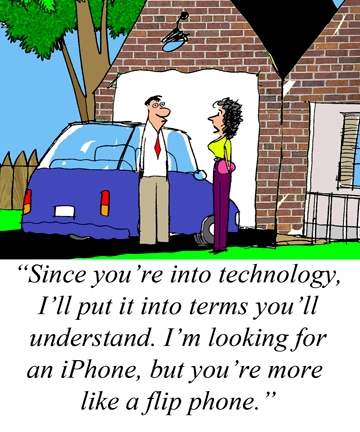 “Since you’re into technology,
I’ll put it into terms you’ll
understand. I’m looking for
an iPhone, but you’re more
like a flip phone.”